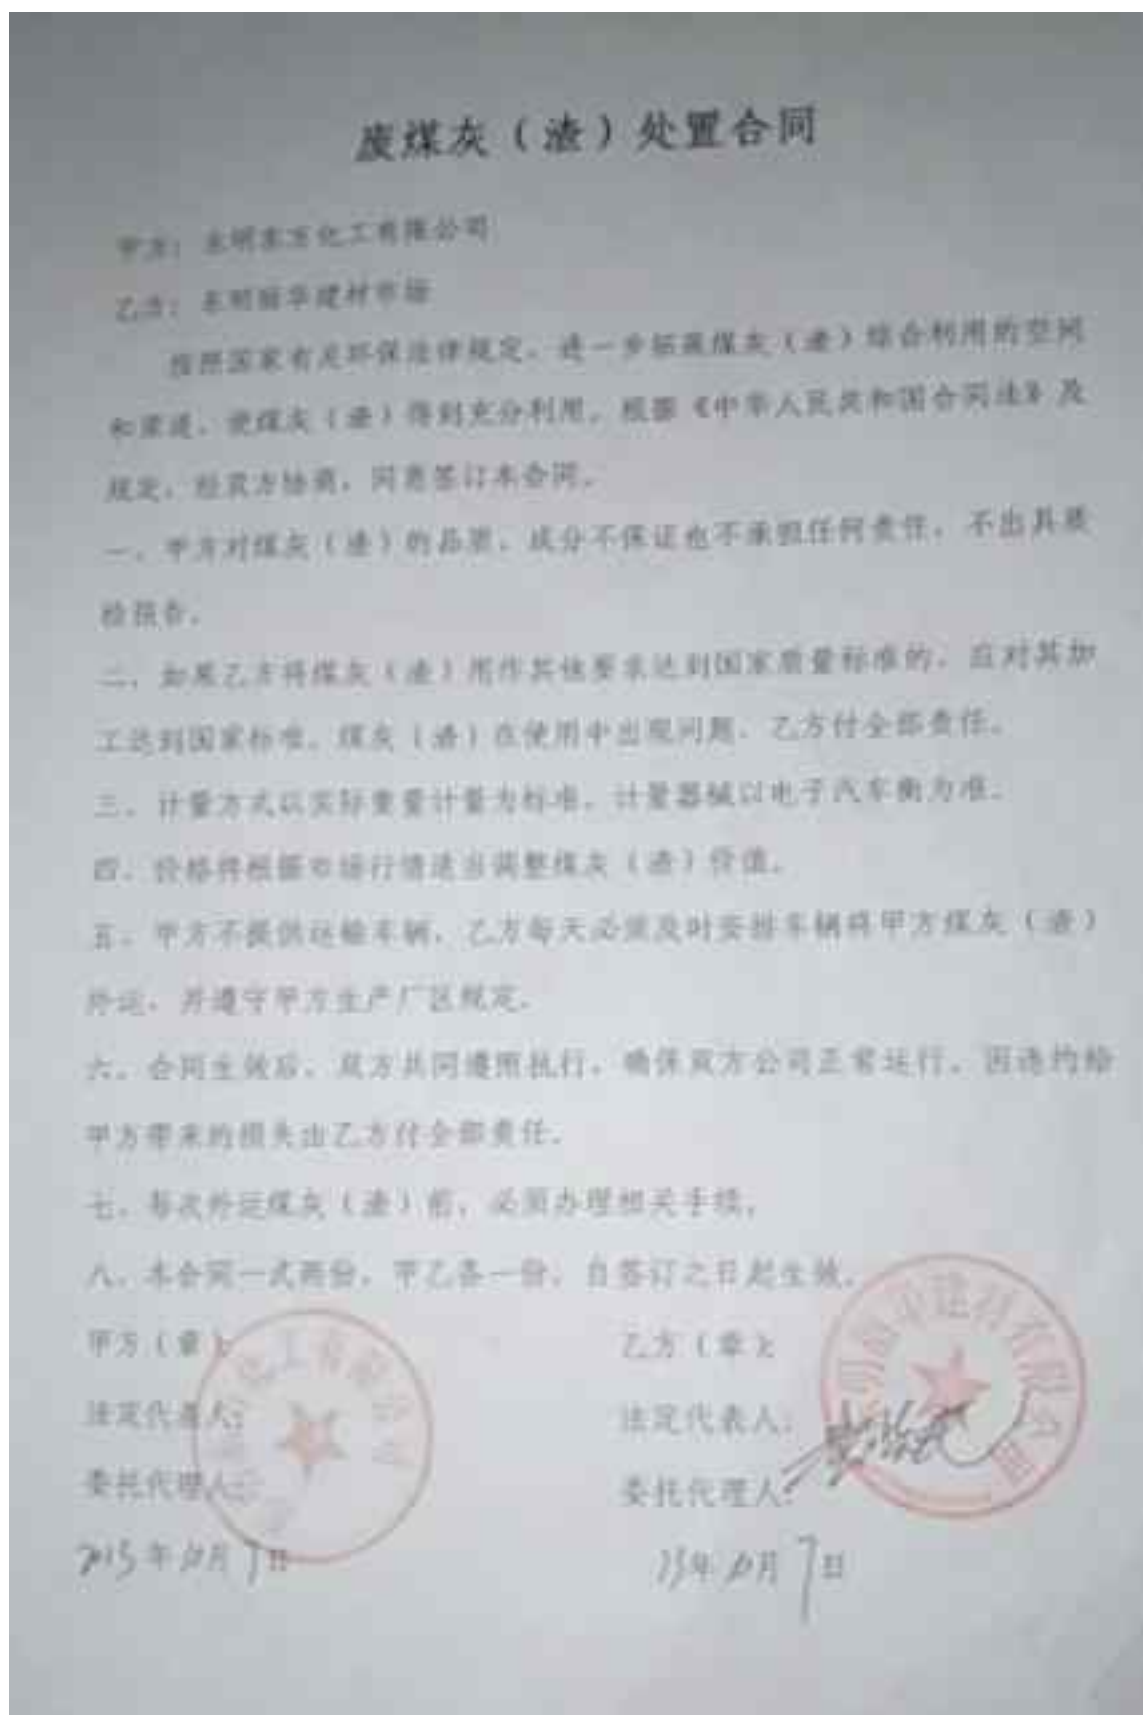 废煤灰（渣）处置合同
甲方：东明东方化工有限公司
乙方：东明丽华建材市场
按照国家有关环保法律规定，进一步拓展煤灰（渣）综合利用的空间
和渠道，使煤灰（渣）得到充分利用，根据《中华人民共和国合同法》及
规定，经双方协商，同意签订本合同。
一、甲方对煤灰（渣）的品质、成分不保证也不承担任何责任，不出具质
检报告。
二、如果乙方将煤灰（渣）用作其他要求达到国家质量标准的，应对其加
工达到国家标准，煤灰（渣）在使用中出现问题，乙方付全部责任。
三、计量方式以实际重量计量为标准，计量器械以电子汽车衡为准。
四、价格将根据市场行情适当调整煤灰（渣）价值。
五、甲方不提供运输车辆，乙方每天必须及时安排车辆将甲方煤灰（渣）
外运，并遵守甲方生产厂区规定。
六、合同生效后，双方共同遵照执行，确保双方公司正常运行，因违约给
甲方带来的损失由乙方付全部责任。
七、每次外运煤灰（渣）前，必须办理相关手续。
八、本合同一式两份，甲乙各一份，自签订之日起生效。
甲方（章）： 乙方（章）：
法定代表人： 法定代表人：
委托代理人： 委托代理人：
年 月 7日 年 月 7日
化工有限公司
建材有限公司